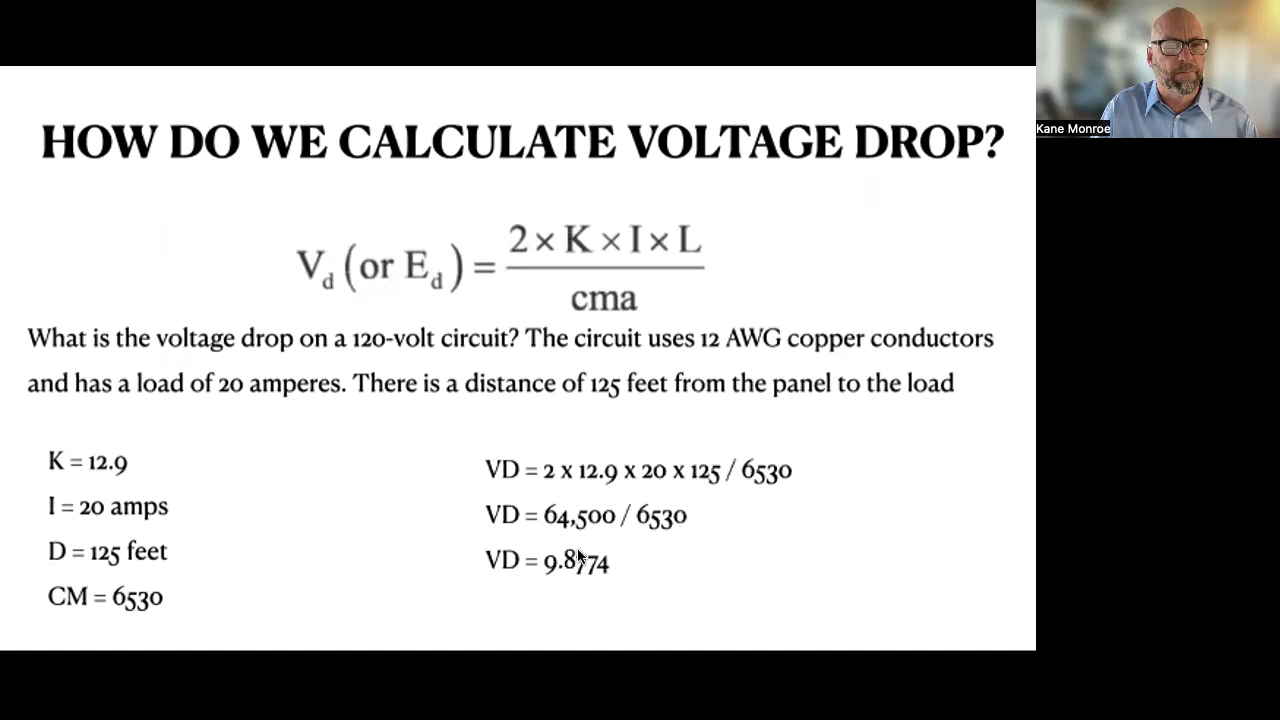 HOW DO WE CALCULATE VOLTAGE DROP?
Kane Monroe
V_d (or E_d) = 2 × K × I × L / cma
What is the voltage drop on a 120-volt circuit? The circuit uses 12 AWG copper conductors
and has a load of 20 amperes. There is a distance of 125 feet from the panel to the load
K = 12.9
I = 20 amps
D = 125 feet
CM = 6530
VD = 2 x 12.9 x 20 x 125 / 6530
VD = 64,500 / 6530
VD = 9.8774